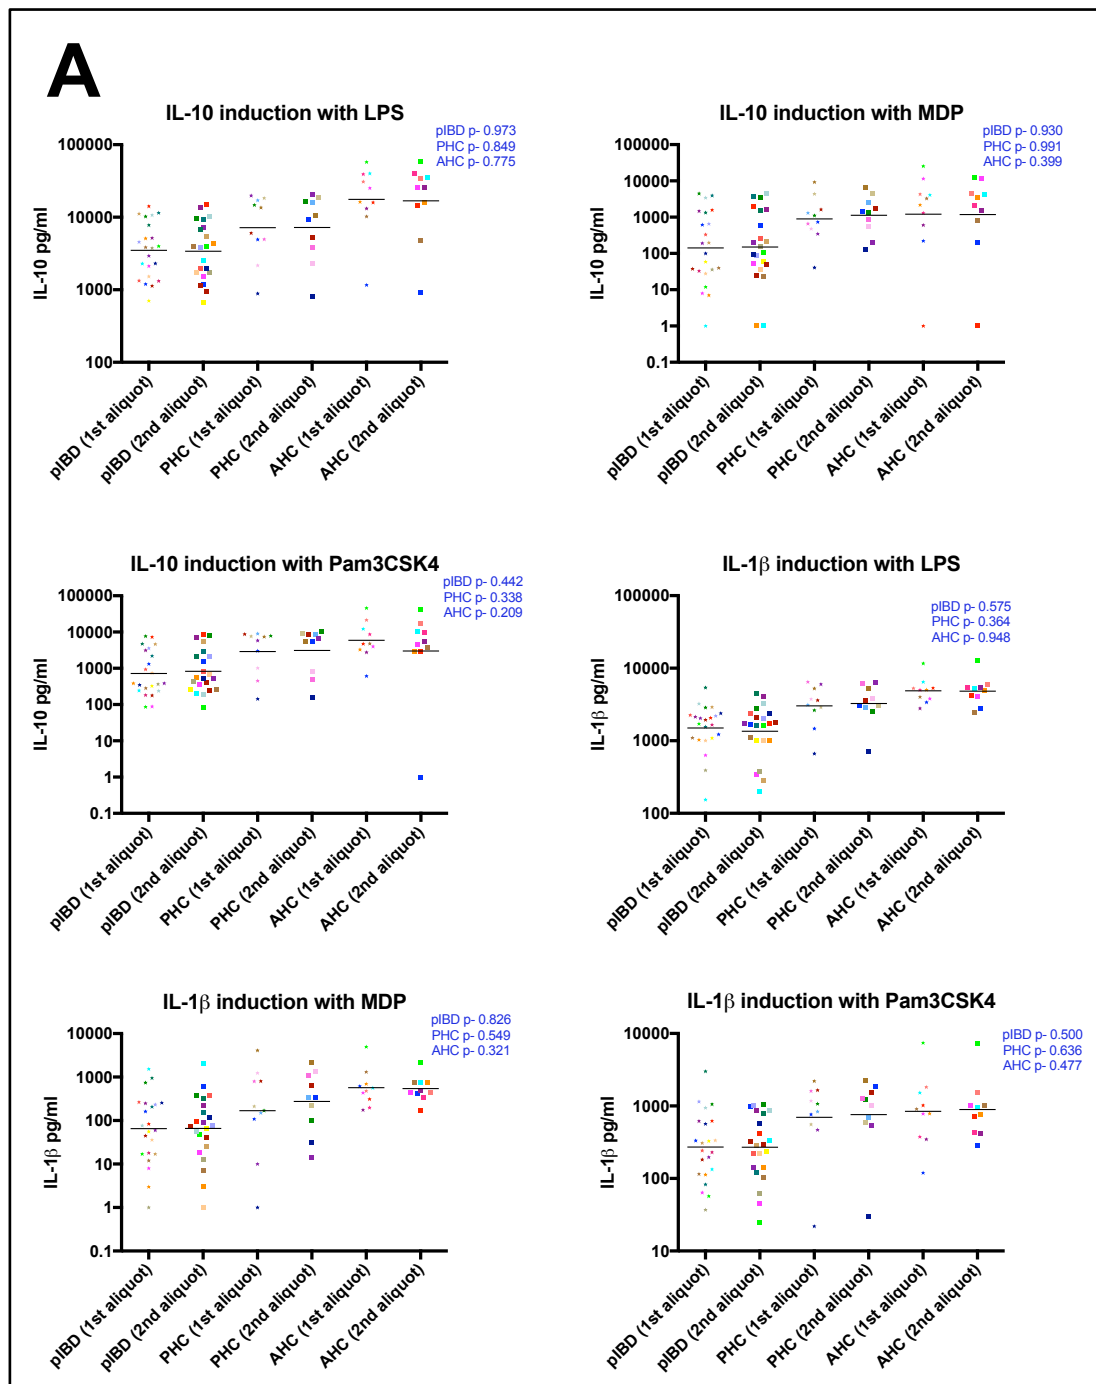 A
IL-10 induction with LPS
pIBD p- 0.973
PHC p- 0.849
AHC p- 0.775
IL-10 pg/ml
100000
10000
1000
100
pIBD (1st aliquot)
pIBD (2nd aliquot)
PHC (1st aliquot)
PHC (2nd aliquot)
AHC (1st aliquot)
AHC (2nd aliquot)
IL-10 induction with MDP
pIBD p- 0.930
PHC p- 0.991
AHC p- 0.399
IL-10 pg/ml
100000
10000
1000
100
10
1
0.1
pIBD (1st aliquot)
pIBD (2nd aliquot)
PHC (1st aliquot)
PHC (2nd aliquot)
AHC (1st aliquot)
AHC (2nd aliquot)
IL-10 induction with Pam3CSK4
pIBD p- 0.442
PHC p- 0.338
AHC p- 0.209
IL-10 pg/ml
100000
10000
1000
100
10
1
0.1
pIBD (1st aliquot)
pIBD (2nd aliquot)
PHC (1st aliquot)
PHC (2nd aliquot)
AHC (1st aliquot)
AHC (2nd aliquot)
IL-1β induction with LPS
pIBD p- 0.575
PHC p- 0.364
AHC p- 0.948
IL-1β pg/ml
100000
10000
1000
100
pIBD (1st aliquot)
pIBD (2nd aliquot)
PHC (1st aliquot)
PHC (2nd aliquot)
AHC (1st aliquot)
AHC (2nd aliquot)
IL-1β induction with MDP
pIBD p- 0.826
PHC p- 0.549
AHC p- 0.321
IL-1β pg/ml
10000
1000
100
10
1
0.1
pIBD (1st aliquot)
pIBD (2nd aliquot)
PHC (1st aliquot)
PHC (2nd aliquot)
AHC (1st aliquot)
AHC (2nd aliquot)
IL-1β induction with Pam3CSK4
pIBD p- 0.500
PHC p- 0.636
AHC p- 0.477
IL-1β pg/ml
10000
1000
100
10
pIBD (1st aliquot)
pIBD (2nd aliquot)
PHC (1st aliquot)
PHC (2nd aliquot)
AHC (1st aliquot)
AHC (2nd aliquot)